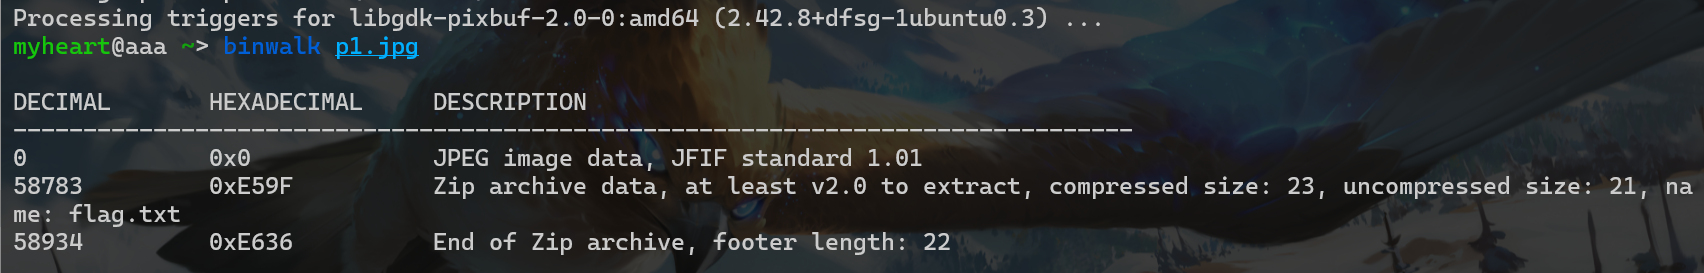 Processing triggers for libgdk-pixbuf-2.0-0:amd64 (2.42.8+dfsg-1ubuntu0.3) ...
myheart@aaa ~> binwalk p1.jpg
DECIMAL       HEXADECIMAL     DESCRIPTION
--------------------------------------------------------------------------------
0             0x0             JPEG image data, JFIF standard 1.01
58783         0xE59F          Zip archive data, at least v2.0 to extract, compressed size: 23, uncompressed size: 21, na
me: flag.txt
58934         0xE636          End of Zip archive, footer length: 22